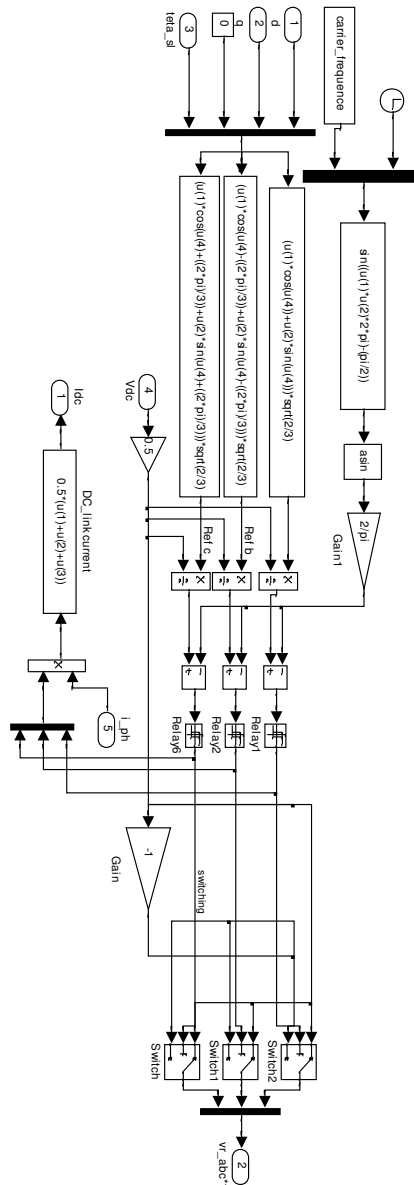 L
carrier_frequence
sin((u(1)*u(2)*2*pi)-(pi/2))
asin
2/pi
Gain1
1
d
2
q
0
3
teta_sl
(u(1)*cos(u(4))+u(2)*sin(u(4)))*sqrt(2/3)
(u(1)*cos(u(4)-((2*pi)/3))+u(2)*sin(u(4)-((2*pi)/3)))*sqrt(2/3)
(u(1)*cos(u(4)+((2*pi)/3))+u(2)*sin(u(4)+((2*pi)/3)))*sqrt(2/3)
Ref b
Ref c
×
÷
×
÷
×
÷
+
-
+
-
+
-
Relay1
Relay2
Relay6
switching
Switch2
Switch1
Switch
2
vr_abc*
4
Vdc
0.5
-1
Gain
5
i_ph
×
DC_link current
0.5*(u(1)+u(2)+u(3))
1
Idc